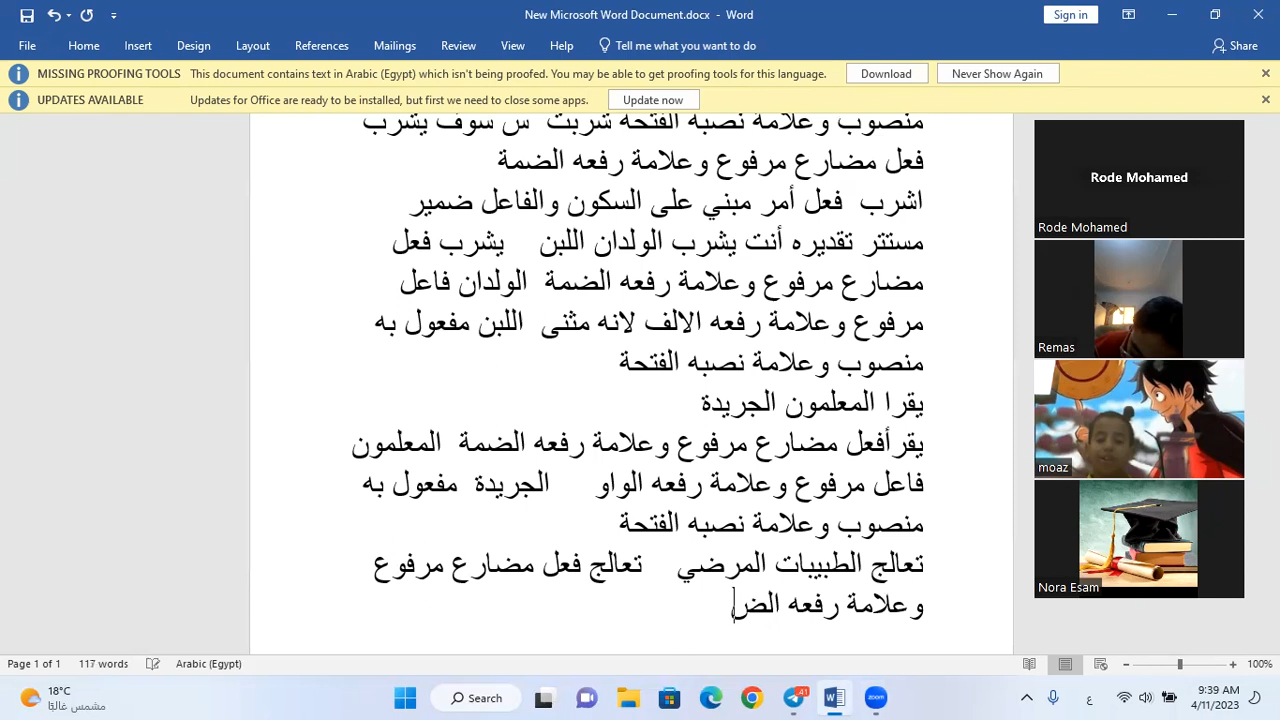 New Microsoft Word Document.docx - Word
Sign in
File Home Insert Design Layout References Mailings Review View Help Tell me what you want to do Share
MISSING PROOFING TOOLS This document contains text in Arabic (Egypt) which isn't being proofed. You may be able to get proofing tools for this language. Download Never Show Again
UPDATES AVAILABLE Updates for Office are ready to be installed, but first we need to close some apps. Update now
منصوب وعلامة نصبه الفتحة شربت س سوف يشرب
فعل مضارع مرفوع وعلامة رفعه الضمة
اشرب فعل أمر مبني على السكون والفاعل ضمير
مستتر تقديره أنت يشرب الولدان اللبن يشرب فعل
مضارع مرفوع وعلامة رفعه الضمة الولدان فاعل
مرفوع وعلامة رفعه الالف لانه مثنى اللبن مفعول به
منصوب وعلامة نصبه الفتحة
يقرا المعلمون الجريدة
يقرأفعل مضارع مرفوع وعلامة رفعه الضمة المعلمون
فاعل مرفوع وعلامة رفعه الواو الجريدة مفعول به
منصوب وعلامة نصبه الفتحة
تعالج الطبيبات المرضي تعالج فعل مضارع مرفوع
وعلامة رفعه الض
Rode Mohamed
Rode Mohamed
Remas
moaz
Nora Esam
Page 1 of 1 117 words Arabic (Egypt) 100%
18°C
مشمس غالبًا
Search
41
ع
9:39 AM
4/11/2023